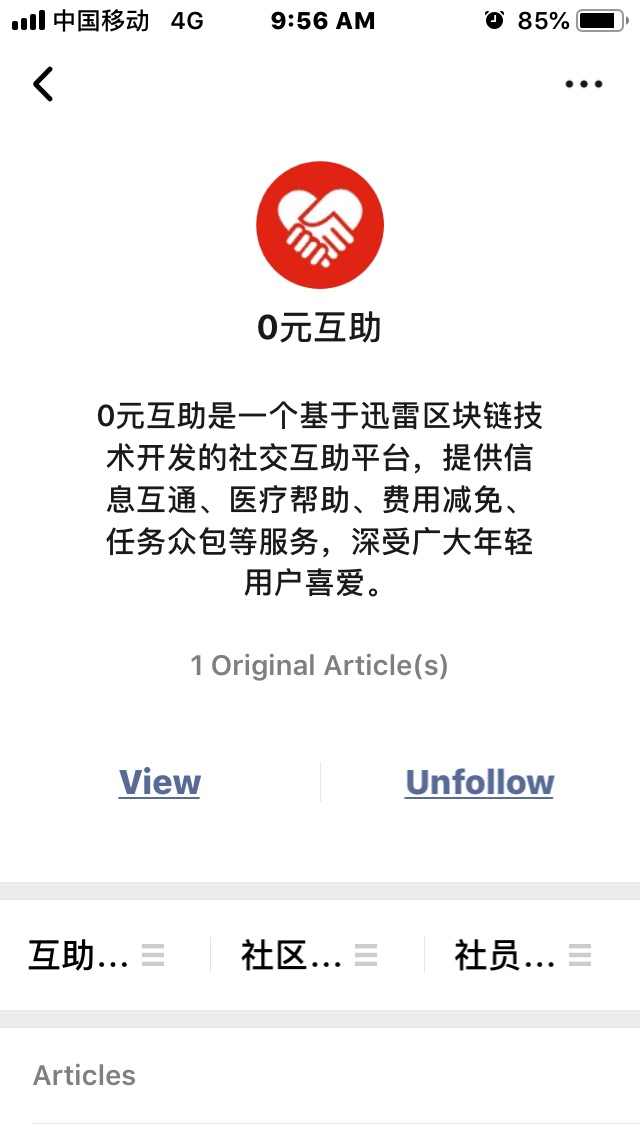 中国移动 4G 9:56 AM 85%
0元互助
0元互助是一个基于迅雷区块链技
术开发的社交互助平台，提供信
息互通、医疗帮助、费用减免、
任务众包等服务，深受广大年轻
用户喜爱。
1 Original Article(s)
View Unfollow
互助... 社区... 社员...
Articles